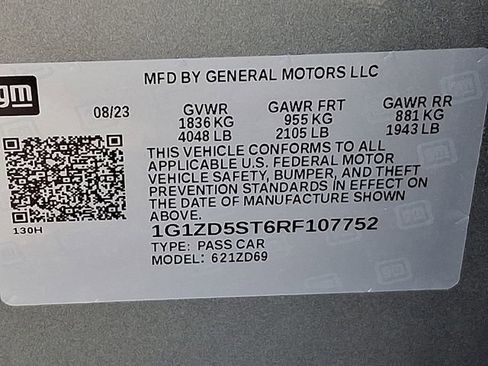 gm
MFD BY GENERAL MOTORS LLC
08/23 GVWR GAWR FRT GAWR RR
1836 KG 955 KG 881 KG
4048 LB 2105 LB 1943 LB
THIS VEHICLE CONFORMS TO ALL
APPLICABLE U.S. FEDERAL MOTOR
VEHICLE SAFETY, BUMPER, AND THEFT
PREVENTION STANDARDS IN EFFECT ON
THE DATE OF MANUFACTURE SHOWN
ABOVE.
130H
1G1ZD5ST6RF107752
TYPE: PASS CAR
MODEL: 621ZD69